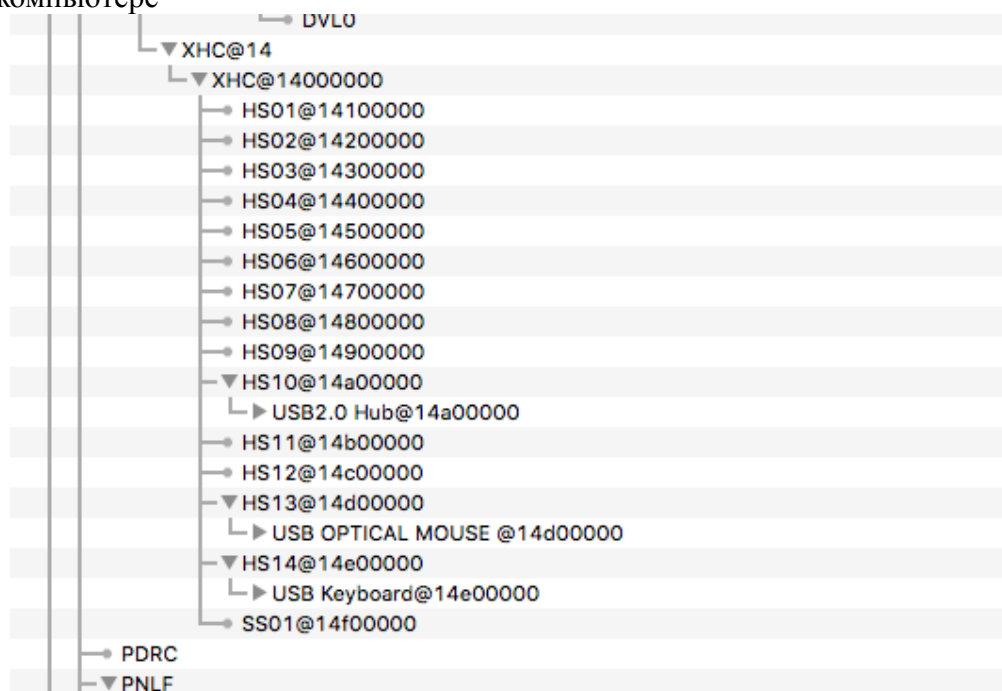 компьютере
DVL0
XHC@14
XHC@14000000
HS01@14100000
HS02@14200000
HS03@14300000
HS04@14400000
HS05@14500000
HS06@14600000
HS07@14700000
HS08@14800000
HS09@14900000
HS10@14a00000
USB2.0 Hub@14a00000
HS11@14b00000
HS12@14c00000
HS13@14d00000
USB OPTICAL MOUSE @14d00000
HS14@14e00000
USB Keyboard@14e00000
SS01@14f00000
PDRC
PNLF